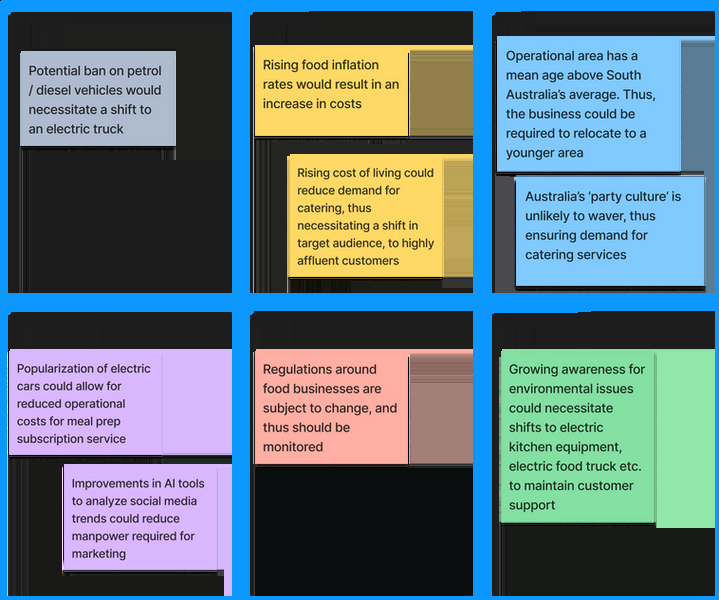 Potential ban on petrol
/ diesel vehicles would
necessitate a shift to
an electric truck
Rising food inflation
rates would result in an
increase in costs
Rising cost of living could
reduce demand for
catering, thus
necessitating a shift in
target audience, to highly
affluent customers
Operational area has a
mean age above South
Australia's average. Thus,
the business could be
required to relocate to a
younger area
Australia's 'party culture' is
unlikely to waver, thus
ensuring demand for
catering services
Popularization of electric
cars could allow for
reduced operational
costs for meal prep
subscription service
Improvements in AI tools
to analyze social media
trends could reduce
manpower required for
marketing
Regulations around
food businesses are
subject to change, and
thus should be
monitored
Growing awareness for
environmental issues
could necessitate
shifts to electric
kitchen equipment,
electric food truck etc.
to maintain customer
support